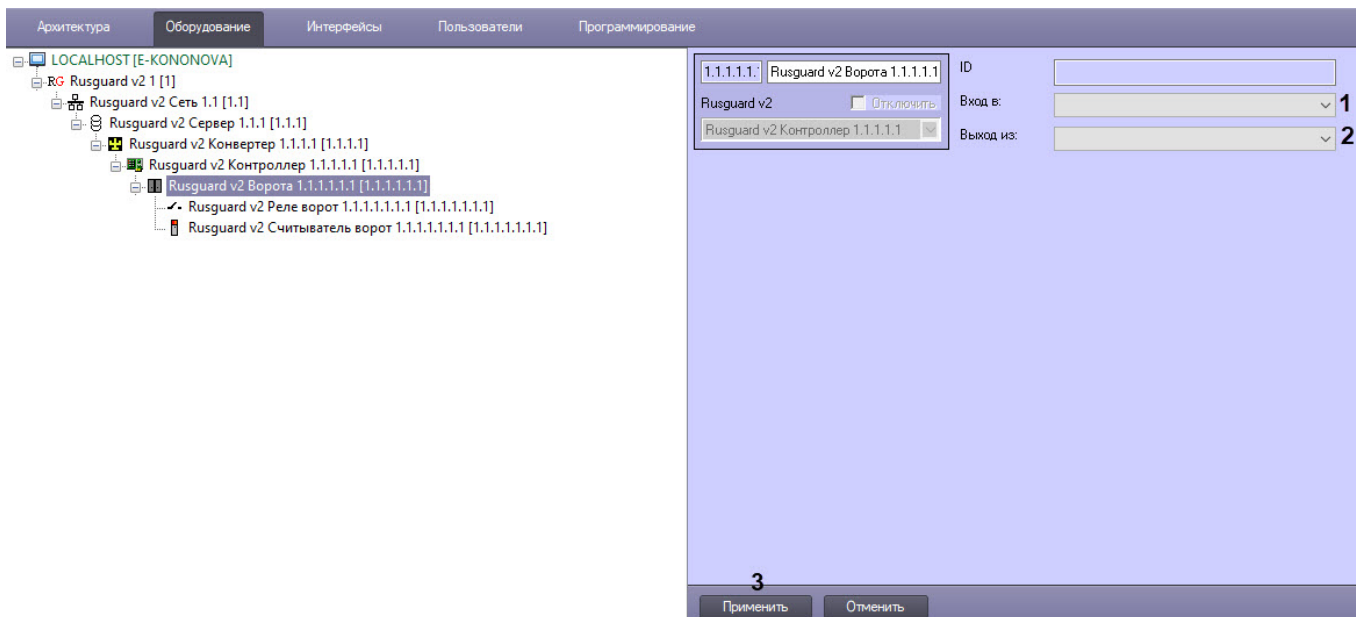 Архитектура Оборудование Интерфейсы Пользователи Программирование
LOCALHOST [E-KONONOVA]
RG Rusguard v2 1 [1]
Rusguard v2 Сеть 1.1 [1.1]
Rusguard v2 Сервер 1.1.1 [1.1.1]
Rusguard v2 Конвертер 1.1.1.1 [1.1.1.1]
Rusguard v2 Контроллер 1.1.1.1.1 [1.1.1.1.1]
Rusguard v2 Ворота 1.1.1.1.1.1 [1.1.1.1.1.1]
Rusguard v2 Реле ворот 1.1.1.1.1.1.1 [1.1.1.1.1.1.1]
Rusguard v2 Считыватель ворот 1.1.1.1.1.1.1 [1.1.1.1.1.1.1]
1.1.1.1.1. Rusguard v2 Ворота 1.1.1.1.1
Rusguard v2 Отключить
Rusguard v2 Контроллер 1.1.1.1.1
ID
Вход в: 1
Выход из: 2
3
Применить Отменить